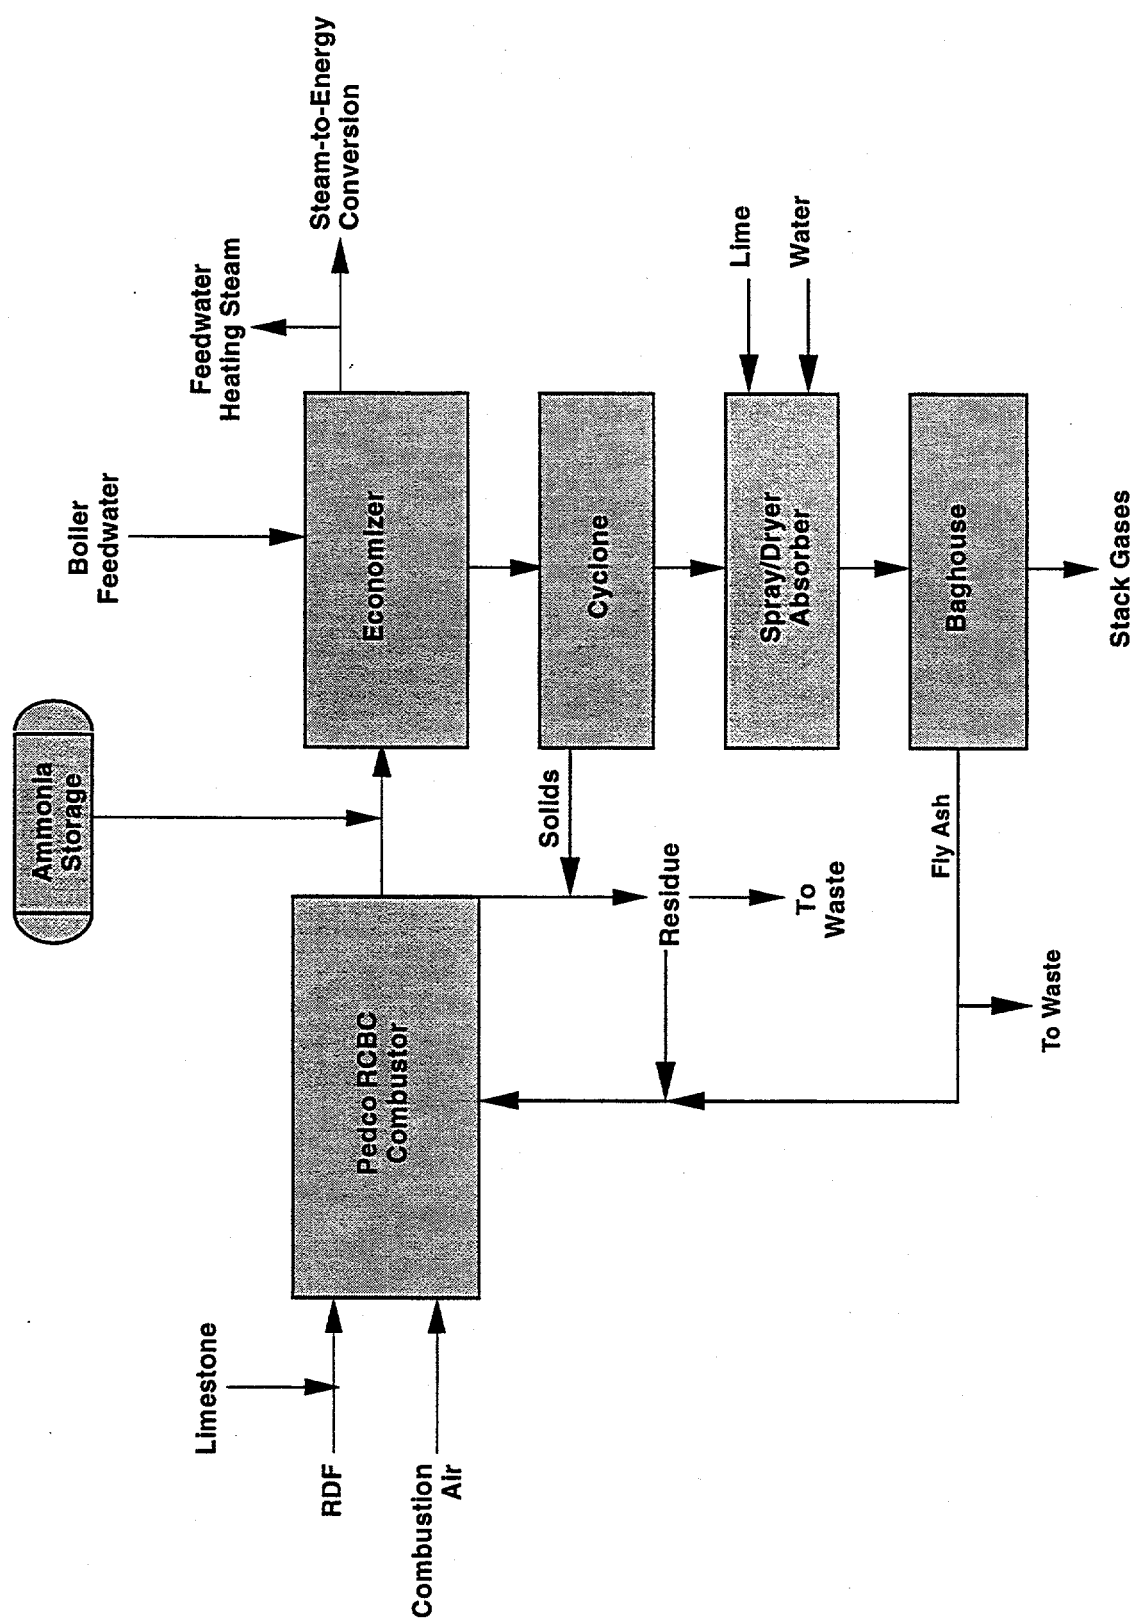 Ammonia
Storage
Boiler
Feedwater
Feedwater
Heating Steam
Steam-to-Energy
Conversion
Limestone
RDF
Combustion
Air
Pedco RCBC
Combustor
Economizer
Solids
Cyclone
Residue
To
Waste
Lime
Water
Spray/Dryer
Absorber
Fly Ash
Baghouse
To Waste
Stack Gases